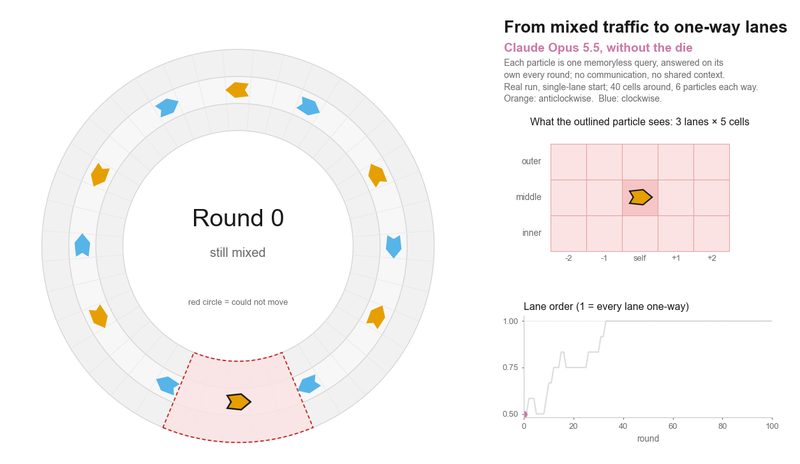 From mixed traffic to one-way lanes
Claude Opus 5.5, without the die
Each particle is one memoryless query, answered on its
own every round; no communication, no shared context.
Real run, single-lane start; 40 cells around, 6 particles each way.
Orange: anticlockwise.  Blue: clockwise.
What the outlined particle sees: 3 lanes × 5 cells
outer
middle
inner
-2
-1
self
+1
+2
Round 0
still mixed
red circle = could not move
Lane order (1 = every lane one-way)
1.00
0.75
0.50
0
20
40
60
80
100
round